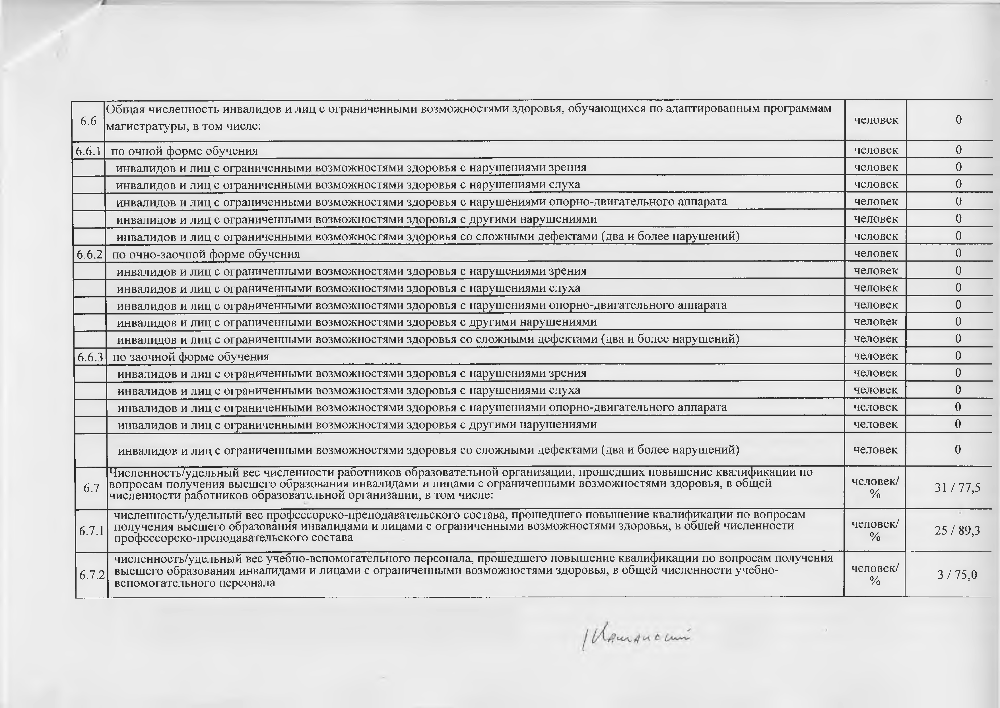 6.6 Общая численность инвалидов и лиц с ограниченными возможностями здоровья, обучающихся по адаптированным программам человек 0
магистратуры, в том числе:
6.6.1 по очной форме обучения человек 0
инвалидов и лиц с ограниченными возможностями здоровья с нарушениями зрения человек 0
инвалидов и лиц с ограниченными возможностями здоровья с нарушениями слуха человек 0
инвалидов и лиц с ограниченными возможностями здоровья с нарушениями опорно-двигательного аппарата человек 0
инвалидов и лиц с ограниченными возможностями здоровья с другими нарушениями человек 0
инвалидов и лиц с ограниченными возможностями здоровья со сложными дефектами (два и более нарушений) человек 0
6.6.2 по очно-заочной форме обучения человек 0
инвалидов и лиц с ограниченными возможностями здоровья с нарушениями зрения человек 0
инвалидов и лиц с ограниченными возможностями здоровья с нарушениями слуха человек 0
инвалидов и лиц с ограниченными возможностями здоровья с нарушениями опорно-двигательного аппарата человек 0
инвалидов и лиц с ограниченными возможностями здоровья с другими нарушениями человек 0
инвалидов и лиц с ограниченными возможностями здоровья со сложными дефектами (два и более нарушений) человек 0
6.6.3 по заочной форме обучения человек 0
инвалидов и лиц с ограниченными возможностями здоровья с нарушениями зрения человек 0
инвалидов и лиц с ограниченными возможностями здоровья с нарушениями слуха человек 0
инвалидов и лиц с ограниченными возможностями здоровья с нарушениями опорно-двигательного аппарата человек 0
инвалидов и лиц с ограниченными возможностями здоровья с другими нарушениями человек 0
инвалидов и лиц с ограниченными возможностями здоровья со сложными дефектами (два и более нарушений) человек 0
6.7 Численность/удельный вес численности работников образовательной организации, прошедших повышение квалификации по человек/ 31 / 77,5
вопросам получения высшего образования инвалидами и лицами с ограниченными возможностями здоровья, в общей %
численности работников образовательной организации, в том числе:
6.7.1 численность/удельный вес профессорско-преподавательского состава, прошедшего повышение квалификации по вопросам человек/ 25 / 89,3
получения высшего образования инвалидами и лицами с ограниченными возможностями здоровья, в общей численности %
профессорско-преподавательского состава
6.7.2 численность/удельный вес учебно-вспомогательного персонала, прошедшего повышение квалификации по вопросам получения человек/ 3 / 75,0
высшего образования инвалидами и лицами с ограниченными возможностями здоровья, в общей численности учебно- %
вспомогательного персонала